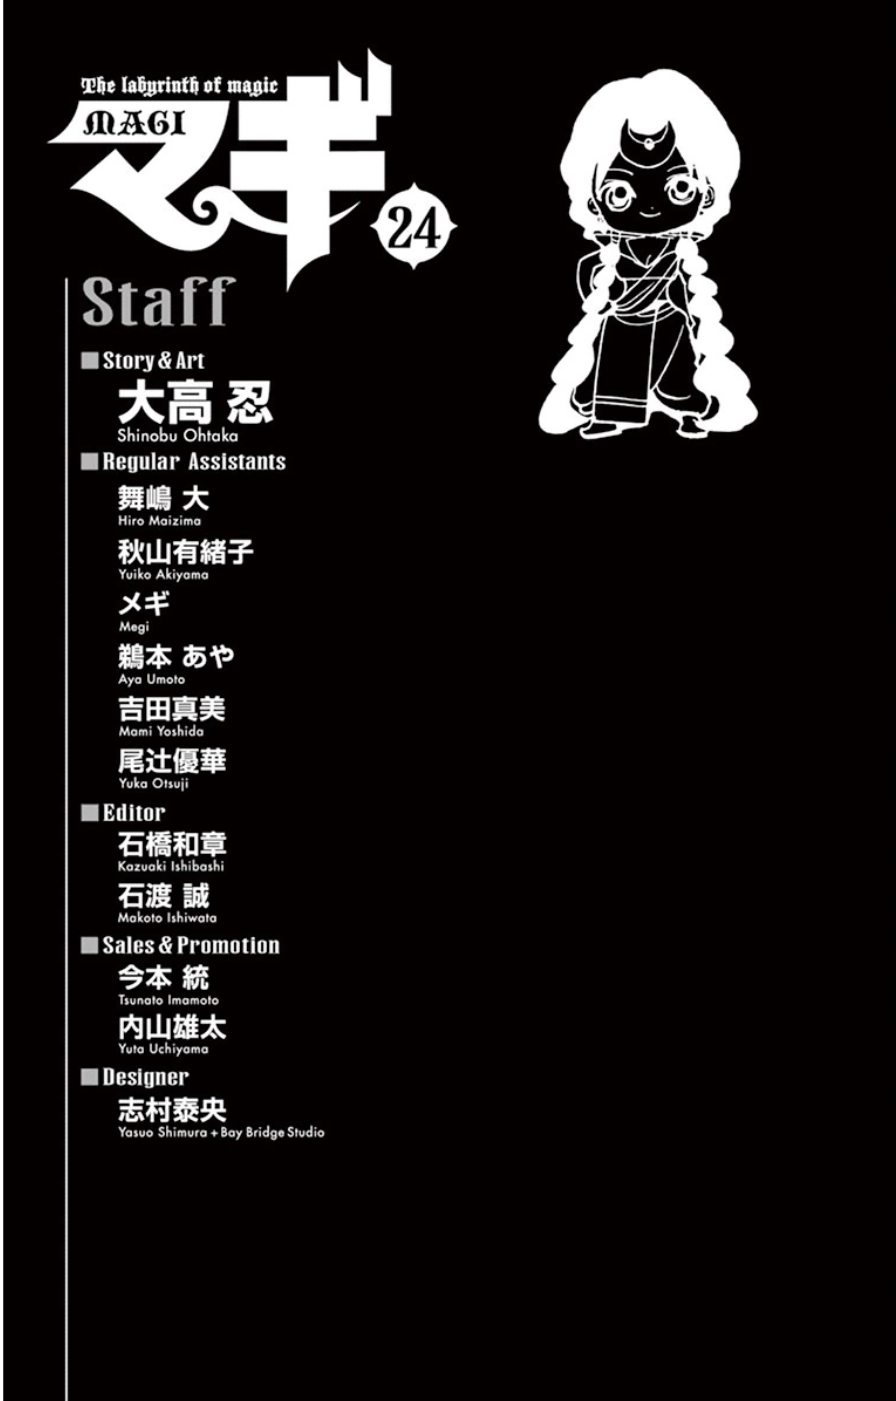 The labyrinth of magic
MAGI
マギ
24
Staff
Story & Art
大高 忍
Shinobu Ohtaka
Regular Assistants
舞嶋 大
Hiro Maizima
秋山有緒子
Yuiko Akiyama
メギ
Megi
鵜本 あや
Aya Umoto
吉田真美
Mami Yoshida
尾辻優華
Yuka Otsuji
Editor
石橋和章
Kazuaki Ishibashi
石渡 誠
Makoto Ishiwata
Sales & Promotion
今本 統
Tsunato Imamoto
内山雄太
Yuta Uchiyama
Designer
志村泰央
Yasuo Shimura + Bay Bridge Studio